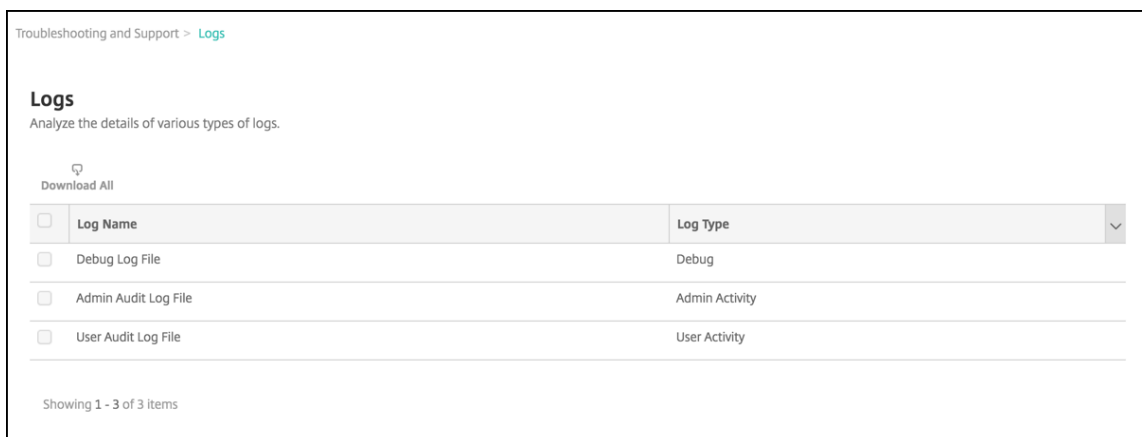 Troubleshooting and Support > Logs
Logs
Analyze the details of various types of logs.
Download All
Log Name Log Type
Debug Log File Debug
Admin Audit Log File Admin Activity
User Audit Log File User Activity
Showing 1 - 3 of 3 items